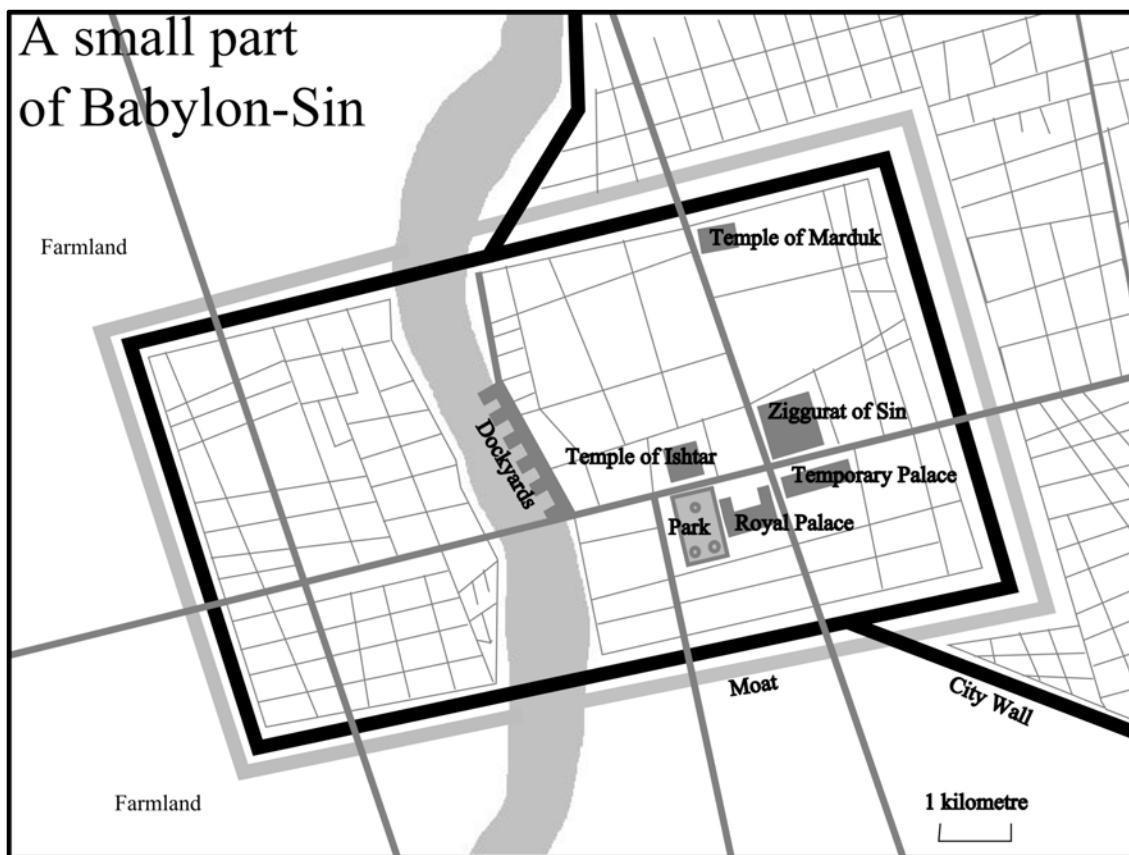 A small part
of Babylon-Sin
Farmland
Temple of Marduk
Ziggurat of Sin
Dockyards
Temple of Ishtar
Temporary Palace
Park
Royal Palace
Moat
City Wall
Farmland
1 kilometre